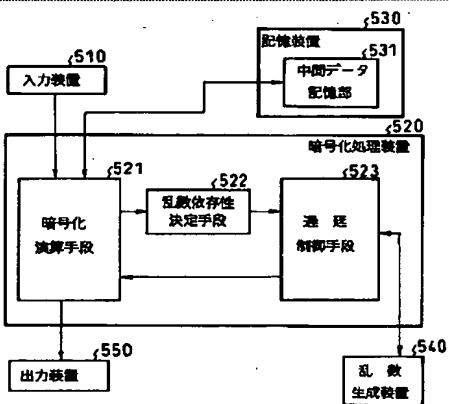 530
記憶装置
510
531
入力装置
中間データ
記憶部
520
暗号化処理装置
521
522
523
暗号化
演算手段
乱数依存性
決定手段
遅延
制御手段
550
出力装置
540
乱数
生成装置